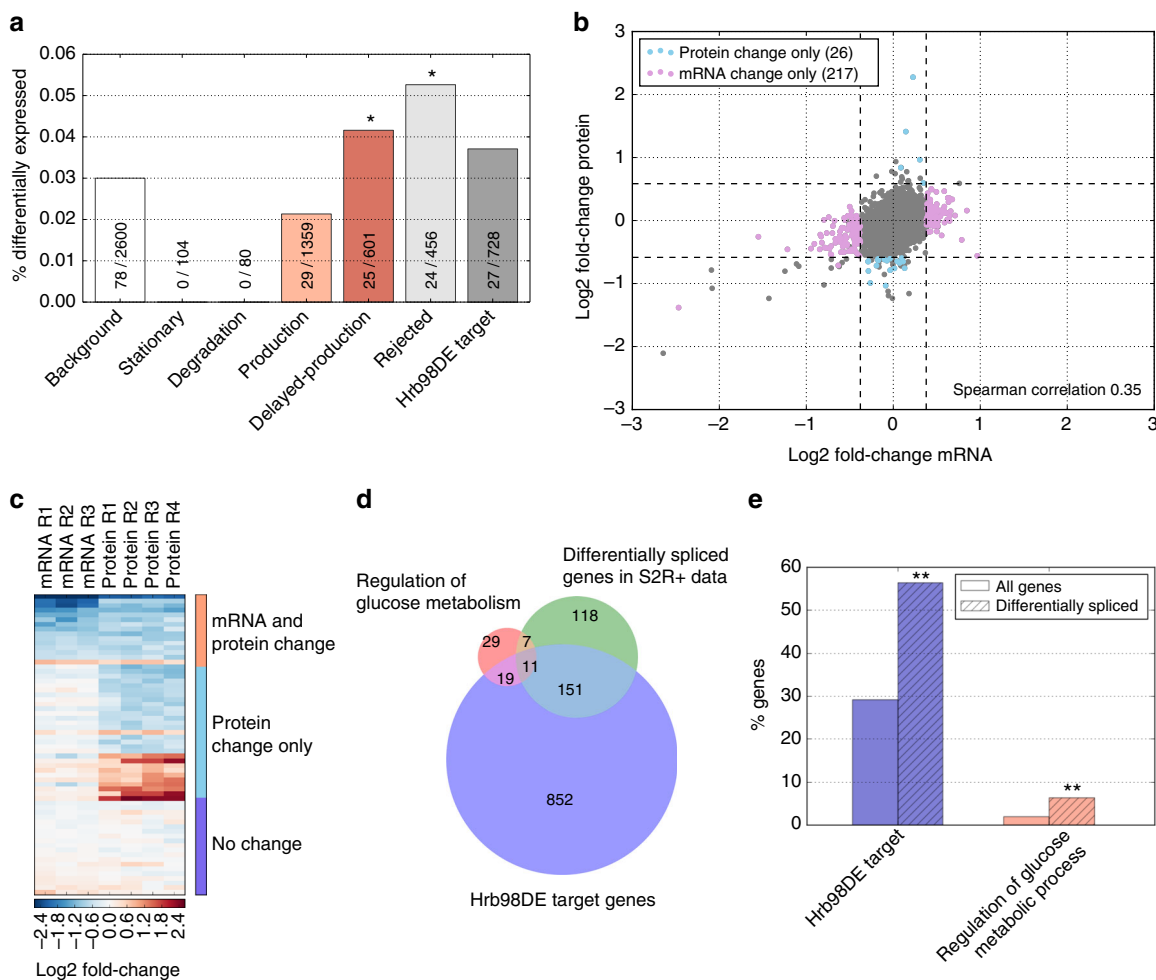 a
% differentially expressed
0.06
0.05
0.04
0.03
0.02
0.01
0.00
78 / 2600
0 / 104
0 / 80
29 / 1359
25 / 601
24 / 456
27 / 728
*
*
Background
Stationary
Degradation
Production
Delayed-production
Rejected
Hrb98DE target
b
Log2 fold-change protein
3
2
1
0
−1
−2
−3
Protein change only (26)
mRNA change only (217)
Spearman correlation 0.35
−3
−2
−1
0
1
2
3
Log2 fold-change mRNA
c
mRNA R1
mRNA R2
mRNA R3
Protein R1
Protein R2
Protein R3
Protein R4
mRNA and
protein change
Protein
change only
No change
−2.4
−1.8
−1.2
−0.6
0.0
0.6
1.2
1.8
2.4
Log2 fold-change
d
Regulation of
glucose metabolism
Differentially spliced
genes in S2R+ data
29
7
118
11
19
151
852
Hrb98DE target genes
e
% genes
60
50
40
30
20
10
0
**
**
All genes
Differentially spliced
Hrb98DE target
Regulation of glucose
metabolic process